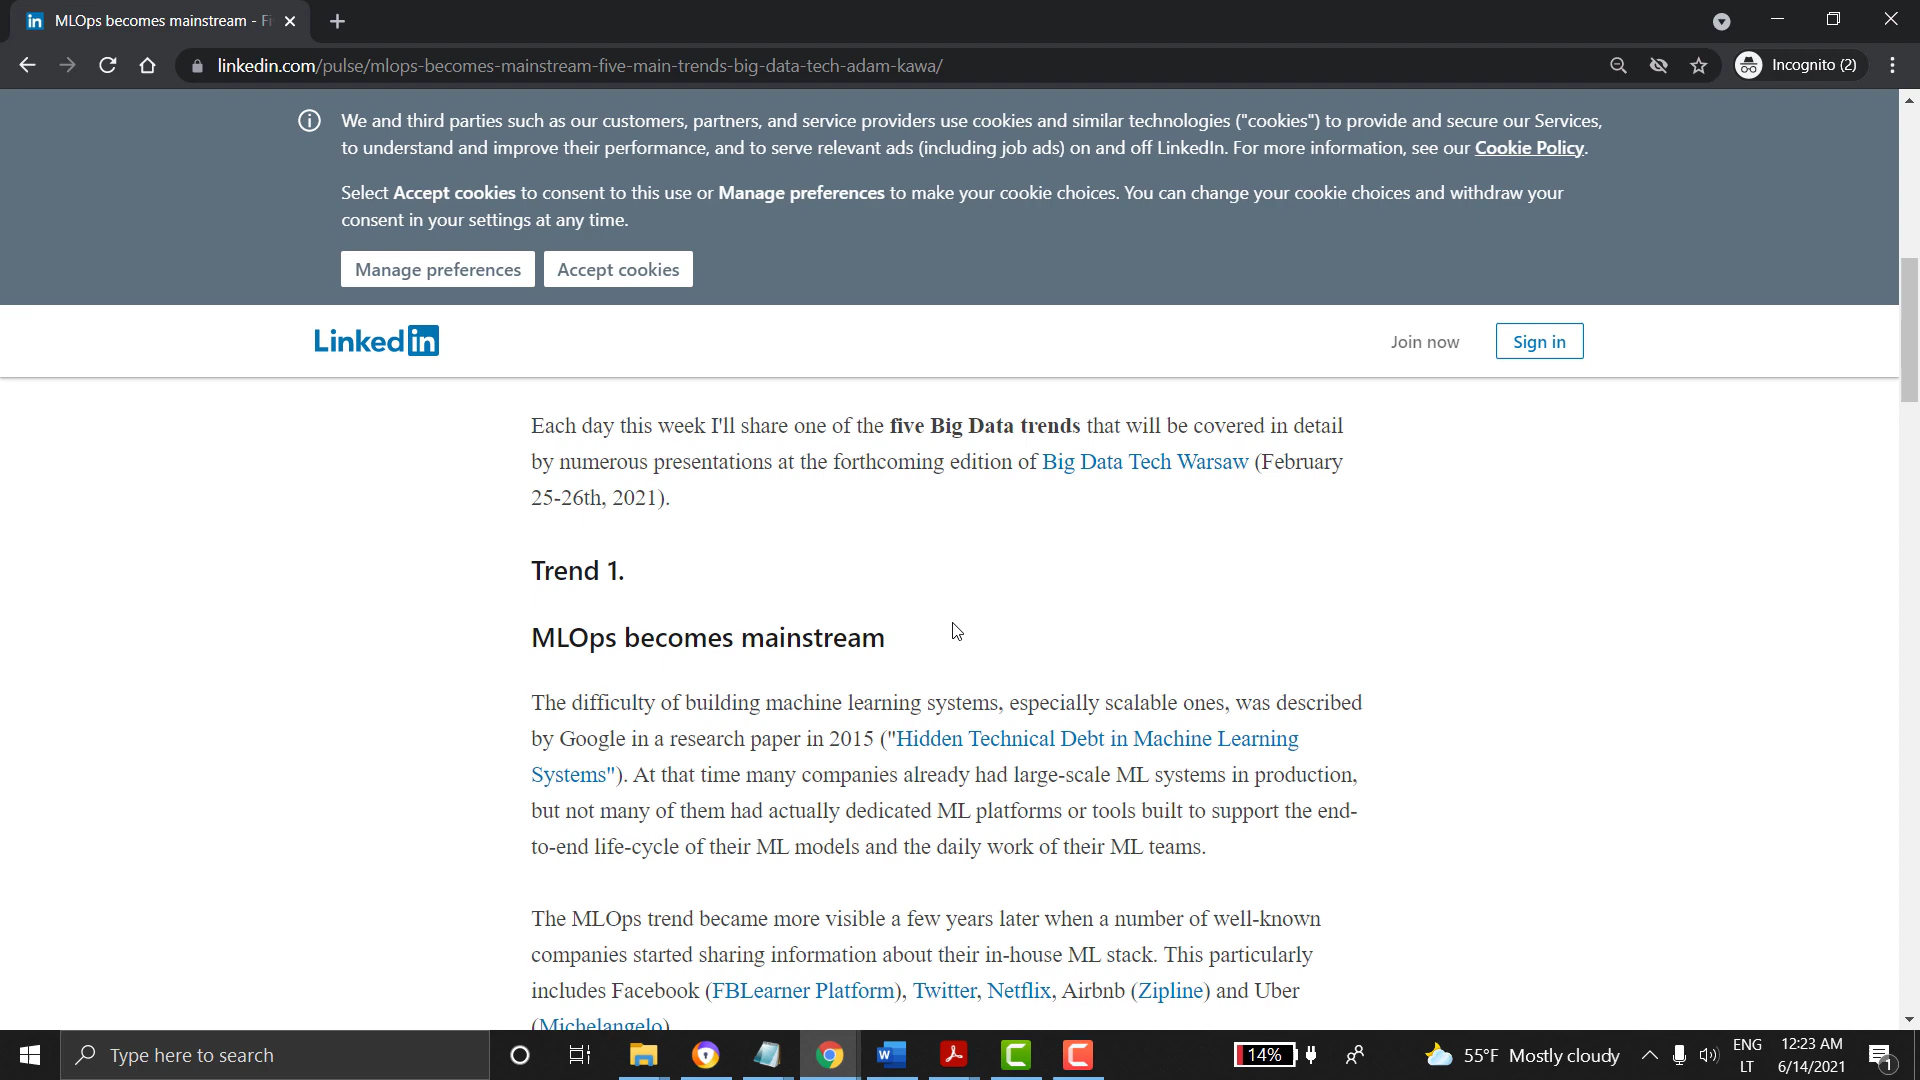 MLOps becomes mainstream - Fi
linkedin.com/pulse/mlops-becomes-mainstream-five-main-trends-big-data-tech-adam-kawa/
Incognito (2)
We and third parties such as our customers, partners, and service providers use cookies and similar technologies ("cookies") to provide and secure our Services,
to understand and improve their performance, and to serve relevant ads (including job ads) on and off LinkedIn. For more information, see our Cookie Policy.
Select Accept cookies to consent to this use or Manage preferences to make your cookie choices. You can change your cookie choices and withdraw your
consent in your settings at any time.
Manage preferences Accept cookies
Linkedin Join now Sign in
Each day this week I'll share one of the five Big Data trends that will be covered in detail
by numerous presentations at the forthcoming edition of Big Data Tech Warsaw (February
25-26th, 2021).
Trend 1.
MLOps becomes mainstream
The difficulty of building machine learning systems, especially scalable ones, was described
by Google in a research paper in 2015 ("Hidden Technical Debt in Machine Learning
Systems"). At that time many companies already had large-scale ML systems in production,
but not many of them had actually dedicated ML platforms or tools built to support the end-
to-end life-cycle of their ML models and the daily work of their ML teams.
The MLOps trend became more visible a few years later when a number of well-known
companies started sharing information about their in-house ML stack. This particularly
includes Facebook (FBLearner Platform), Twitter, Netflix, Airbnb (Zipline) and Uber
(Michelangelo)
Type here to search 14% 55°F Mostly cloudy ENG 12:23 AM
LT 6/14/2021 1